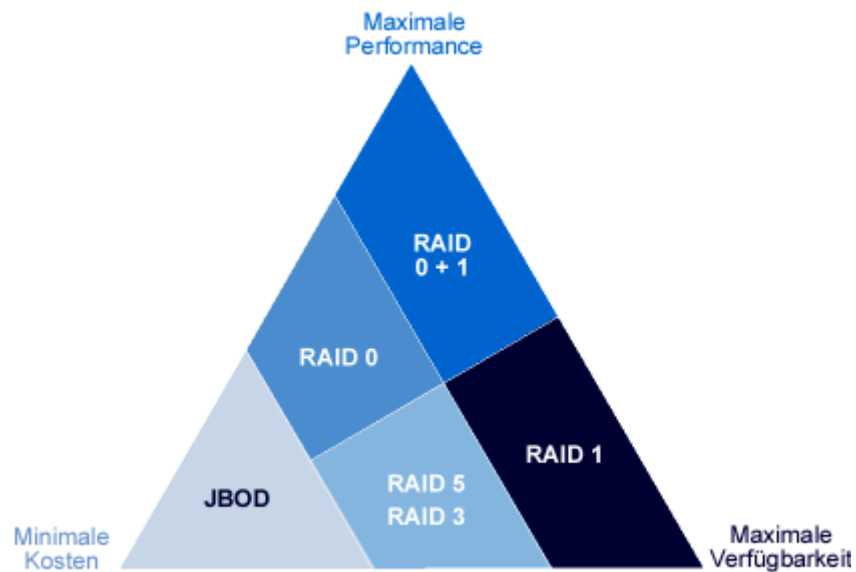 Maximale
Performance
RAID
0 + 1
RAID 0
RAID 1
RAID 5
RAID 3
JBOD
Minimale
Kosten
Maximale
Verfügbarkeit